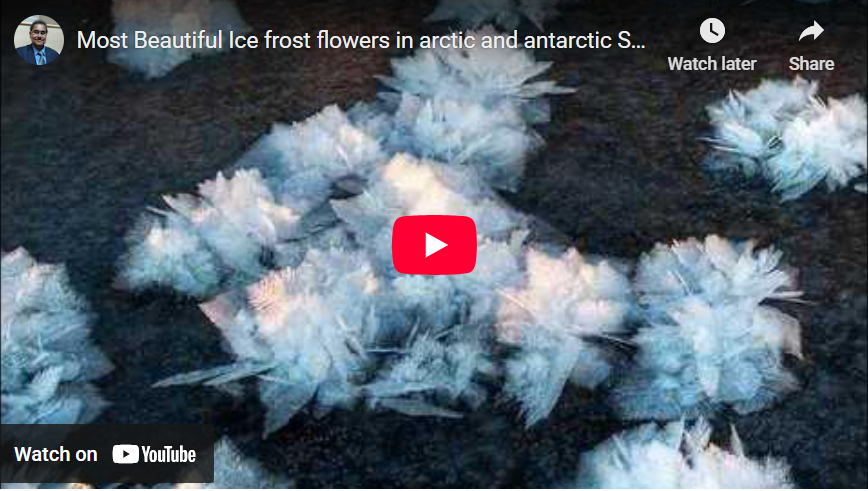 Most Beautiful Ice frost flowers in arctic and antarctic S...
Watch later
Share
Watch on YouTube